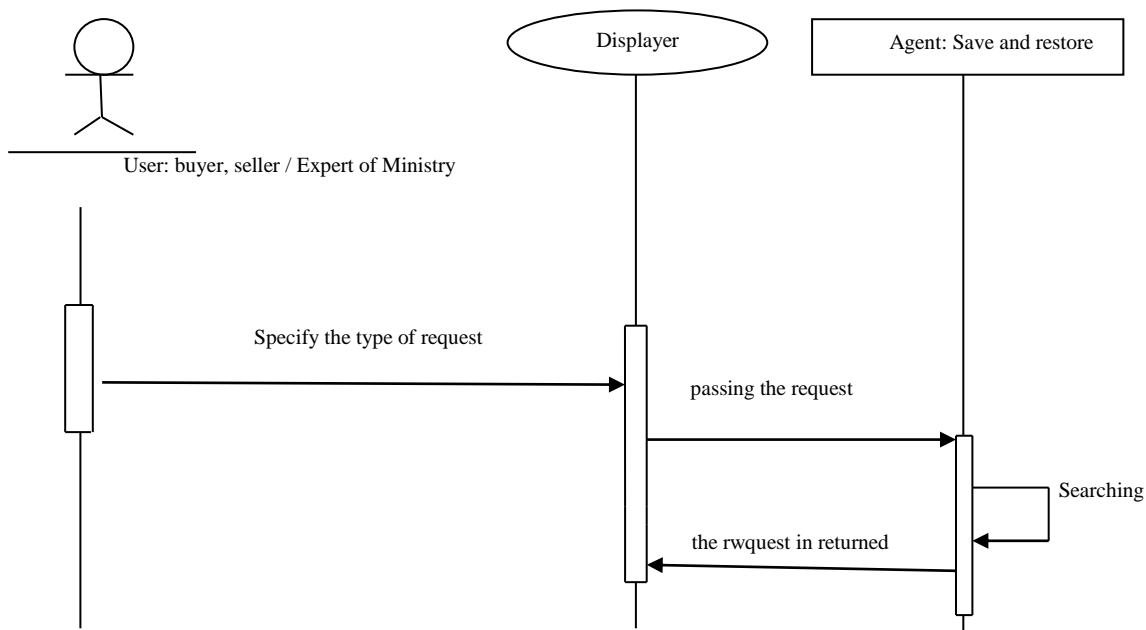 Displayer
Agent: Save and restore
User: buyer, seller / Expert of Ministry
Specify the type of request
passing the request
Searching
the rwquest in returned